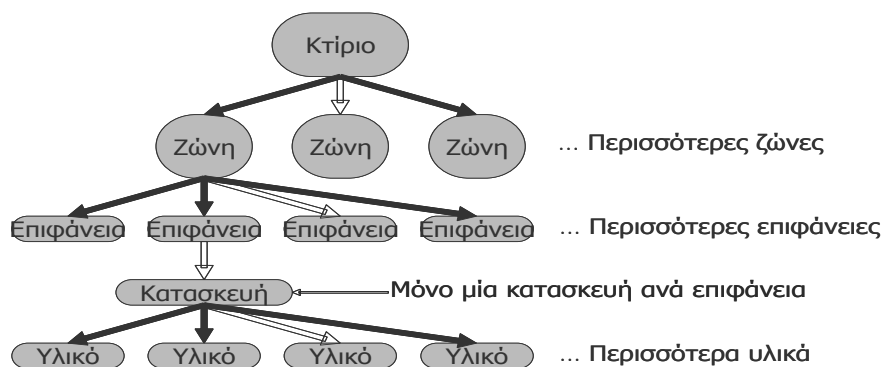 Κτίριο
Ζώνη Ζώνη Ζώνη ... Περισσότερες ζώνες
Επιφάνεια Επιφάνεια Επιφάνεια Επιφάνεια ... Περισσότερες επιφάνειες
Κατασκευή Μόνο μία κατασκευή ανά επιφάνεια
Υλικό Υλικό Υλικό Υλικό ... Περισσότερα υλικά